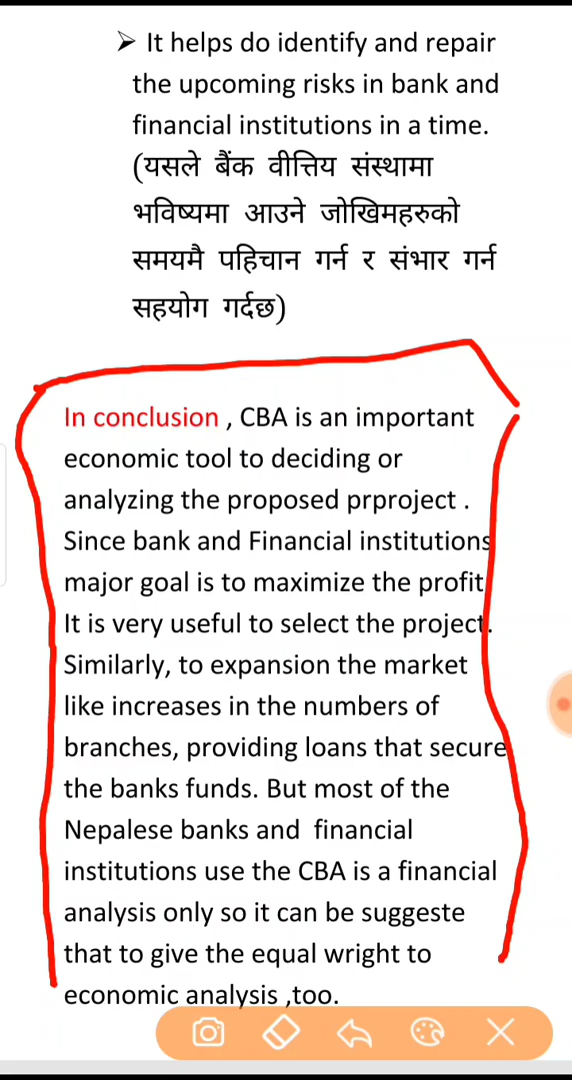 ➢ It helps do identify and repair
the upcoming risks in bank and
financial institutions in a time.
(यसले बैंक वीत्तिय संस्थामा
भविष्यमा आउने जोखिमहरुको
समयमै पहिचान गर्न र संभार गर्न
सहयोग गर्दछ)
In conclusion , CBA is an important
economic tool to deciding or
analyzing the proposed prproject .
Since bank and Financial institutions
major goal is to maximize the profit
It is very useful to select the project.
Similarly, to expansion the market
like increases in the numbers of
branches, providing loans that secure
the banks funds. But most of the
Nepalese banks and financial
institutions use the CBA is a financial
analysis only so it can be suggeste
that to give the equal wright to
economic analysis ,too.